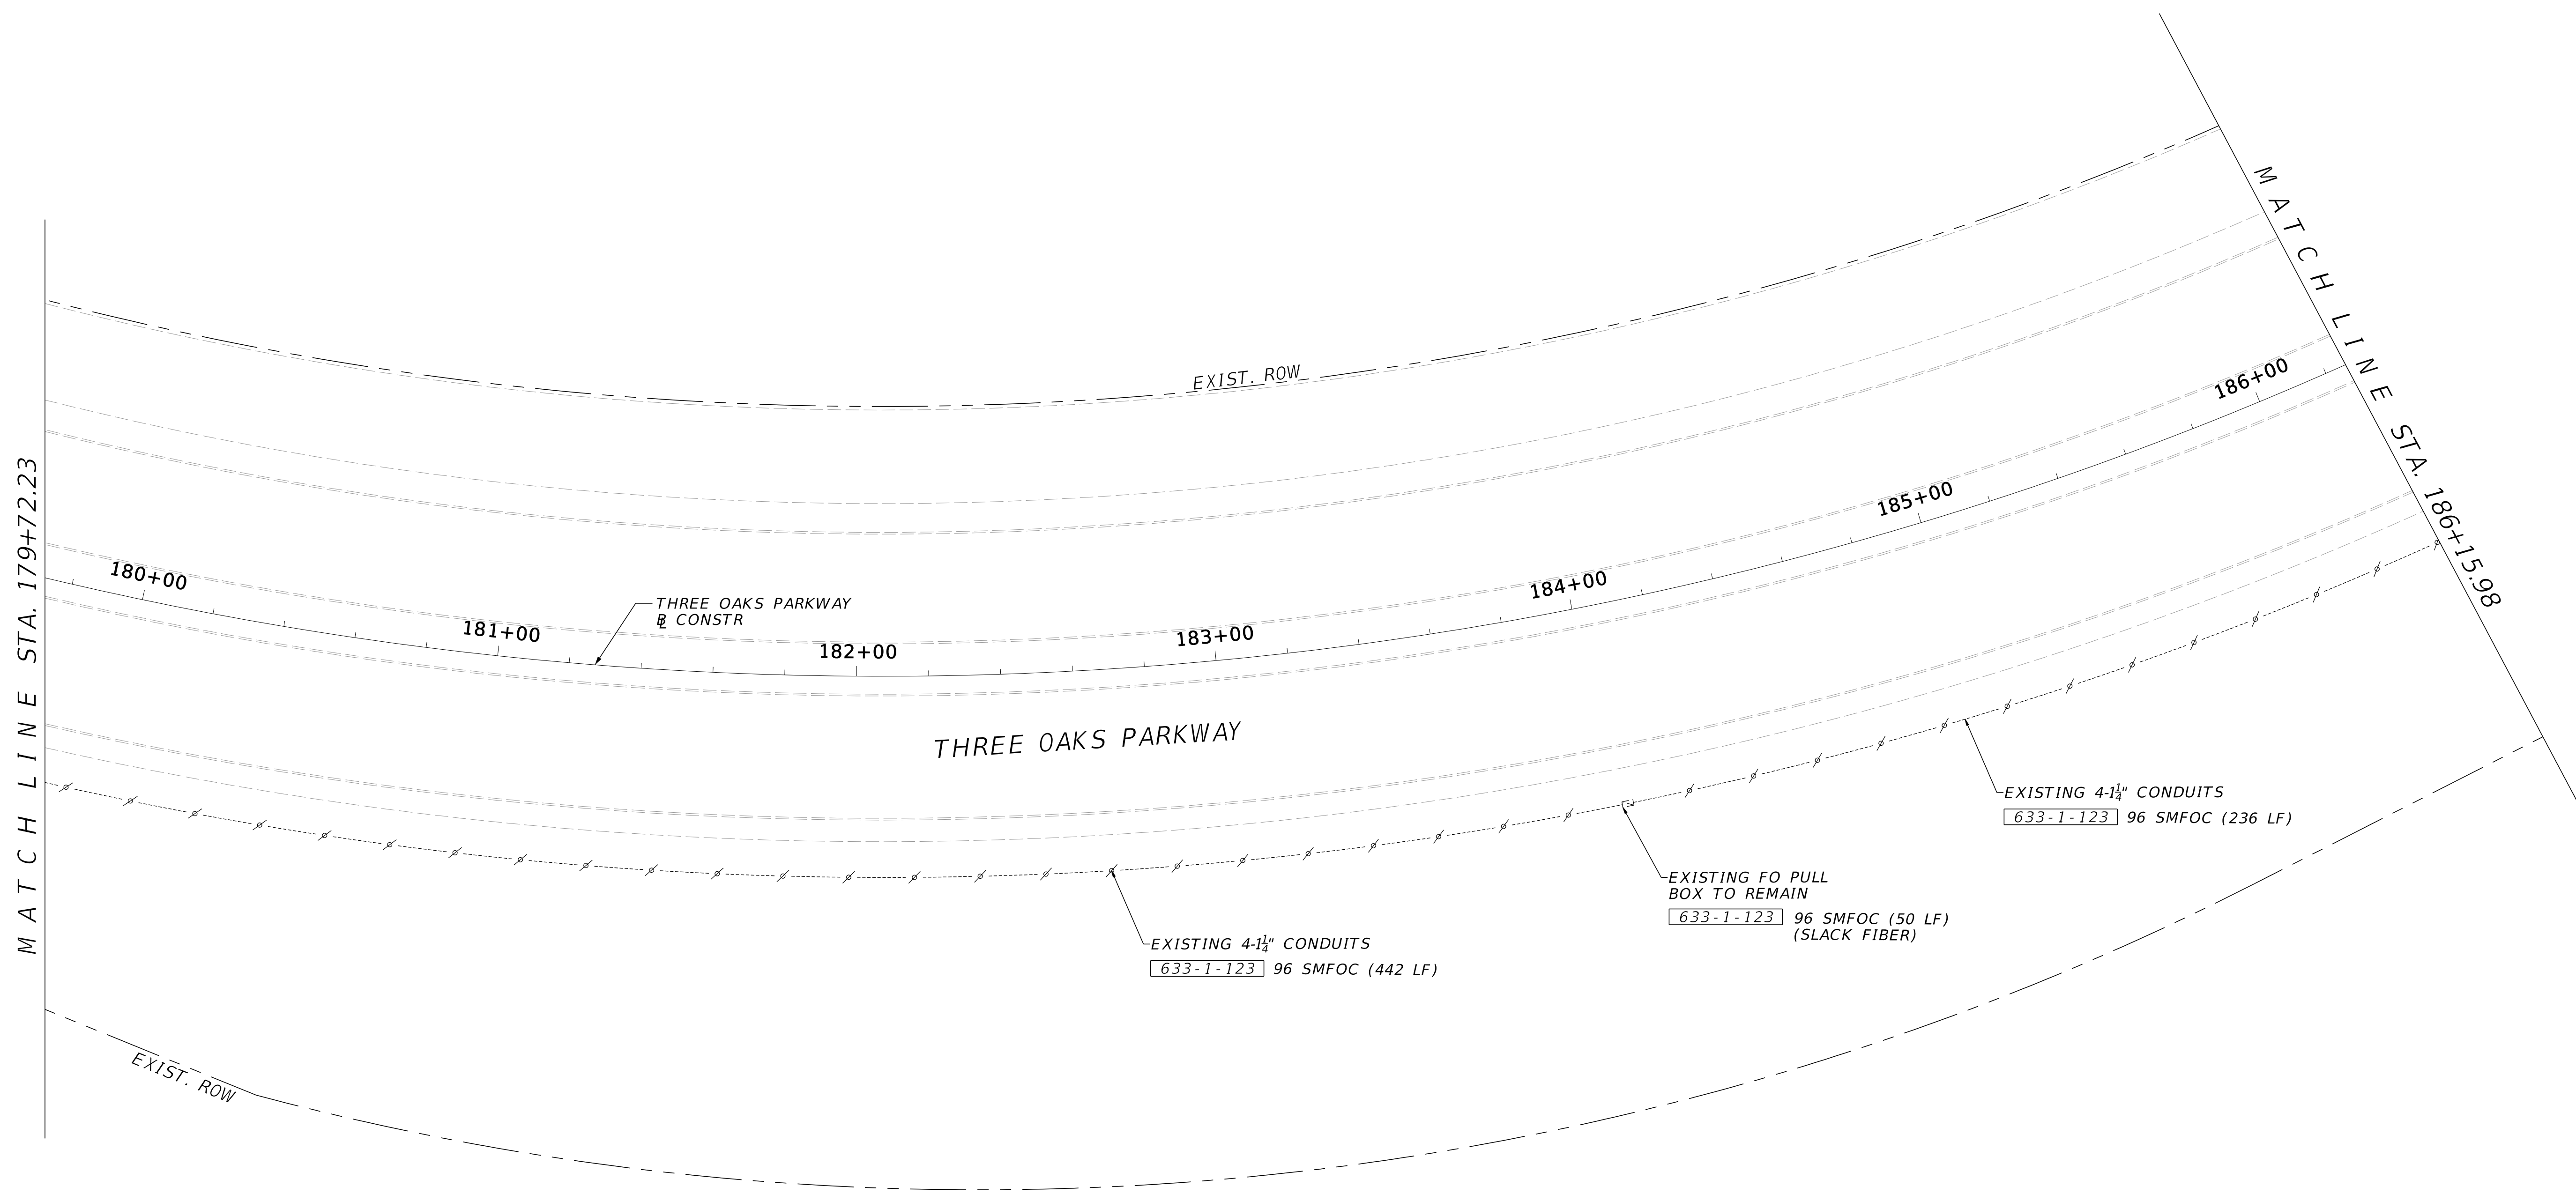 MATCH LINE STA. 179+72.23
EXIST. ROW
MATCH LINE STA. 186+15.98
180+00
181+00
182+00
183+00
184+00
185+00
186+00
THREE OAKS PARKWAY
℄ CONSTR
THREE OAKS PARKWAY
EXISTING 4-1¼" CONDUITS
633-1-123 96 SMFOC (236 LF)
EXISTING FO PULL
BOX TO REMAIN
633-1-123 96 SMFOC (50 LF)
(SLACK FIBER)
EXISTING 4-1¼" CONDUITS
633-1-123 96 SMFOC (442 LF)
EXIST. ROW